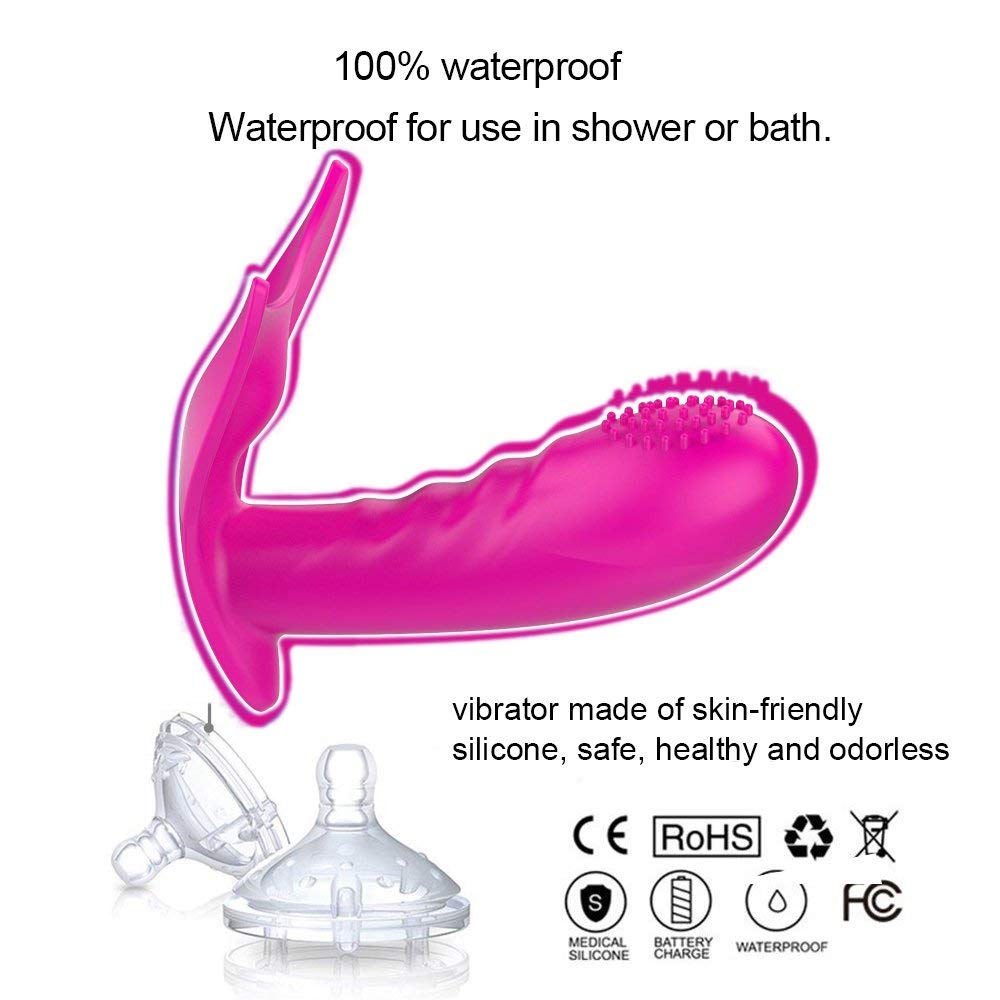 100% waterproof
Waterproof for use in shower or bath.
vibrator made of skin-friendly
silicone, safe, healthy and odorless
CE RoHS
S
FC
MEDICAL
SILICONE
BATTERY
CHARGE
WATERPROOF